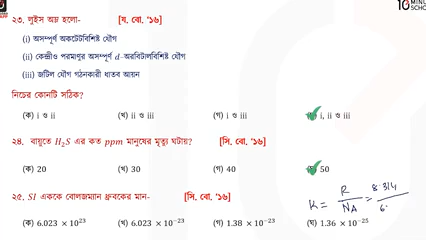 10 MINUTE SCHOOL
২৩. লুইস অম্ল হলো- [য. বো. '১৬]
(i) অসম্পূর্ণ অকটেটবিশিষ্ট যৌগ
(ii) কেন্দ্রীয় পরমাণুর অসম্পূর্ণ d-অরবিটালবিশিষ্ট যৌগ
(iii) জটিল যৌগ গঠনকারী ধাতব আয়ন
নিচের কোনটি সঠিক?
(ক) i ও ii (খ) ii ও iii (গ) i ও iii i, ii ও iii
২৪. বায়ুতে H₂S এর কত ppm মানুষের মৃত্যু ঘটায়? [সি. বো. '১৬]
(ক) 20 (খ) 30 (গ) 40 50
২৫. SI এককে বোলজম্যান ধ্রুবকের মান- [সি. বো. '১৬]
K = R/NA = 8.314/6.
(ক) 6.023 × 10²³ (খ) 6.023 × 10⁻²³ (গ) 1.38 × 10⁻²³ (ঘ) 1.36 × 10⁻²⁵